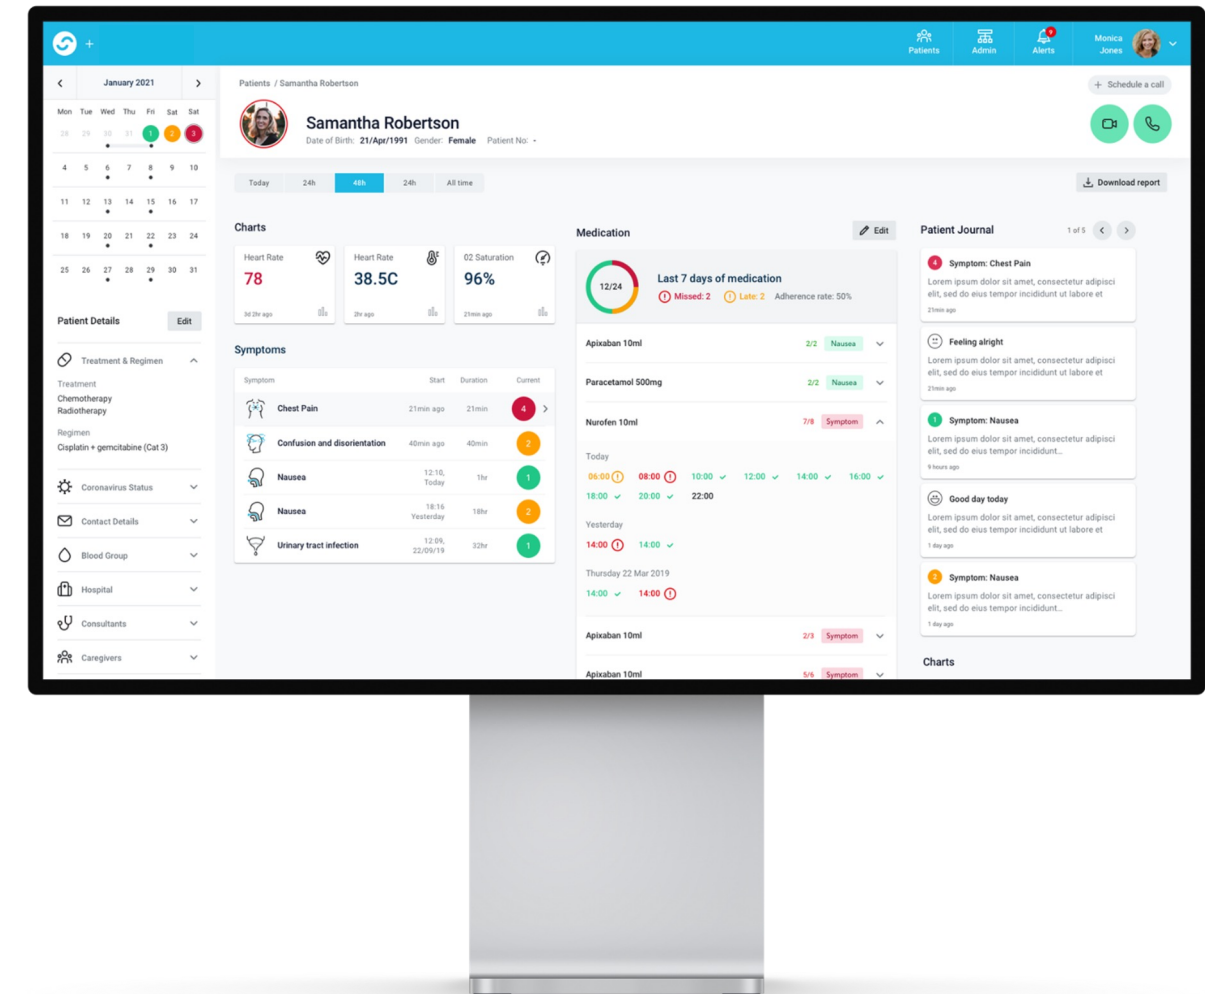 +
Patients
Admin
9
Alerts
Monica
Jones
January 2021
Mon Tue Wed Thu Fri Sat Sat
28 29 30 31 1 2 3
4 5 6 7 8 9 10
11 12 13 14 15 16 17
18 19 20 21 22 23 24
25 26 27 28 29 30 31
Patient Details
Edit
Treatment & Regimen
Treatment
Chemotherapy
Radiotherapy
Regimen
Cisplatin + gemcitabine (Cat 3)
Coronavirus Status
Contact Details
Blood Group
Hospital
Consultants
Caregivers
Patients / Samantha Robertson
+ Schedule a call
Samantha Robertson
Date of Birth: 21/Apr/1991 Gender: Female Patient No: -
Today 24h 48h 24h All time
Download report
Charts
Heart Rate
78
3d 2hr ago
Heart Rate
38.5C
2hr ago
02 Saturation
96%
21min ago
Symptoms
Symptom Start Duration Current
Chest Pain 21min ago 21min 4
Confusion and disorientation 40min ago 40min 2
Nausea 12:10, Today 1hr 1
Nausea 18:16 Yesterday 18hr 2
Urinary tract infection 12:09, 22/09/19 32hr 1
Medication
Edit
12/24
Last 7 days of medication
Missed: 2 Late: 2 Adherence rate: 50%
Apixaban 10ml 2/2 Nausea
Paracetamol 500mg 2/2 Nausea
Nurofen 10ml 7/8 Symptom
Today
06:00 08:00 10:00 12:00 14:00 16:00
18:00 20:00 22:00
Yesterday
14:00 14:00
Thursday 22 Mar 2019
14:00 14:00
Apixaban 10ml 2/3 Symptom
Apixaban 10ml 5/6 Symptom
Patient Journal
1 of 5
4 Symptom: Chest Pain
Lorem ipsum dolor sit amet, consectetur adipisci
elit, sed do eius tempor incididunt ut labore et
21min ago
Feeling alright
Lorem ipsum dolor sit amet, consectetur adipisci
elit, sed do eius tempor incididunt ut labore et
21min ago
1 Symptom: Nausea
Lorem ipsum dolor sit amet, consectetur adipisci
elit, sed do eius tempor incididunt...
9 hours ago
Good day today
Lorem ipsum dolor sit amet, consectetur adipisci
elit, sed do eius tempor incididunt ut labore et
1 day ago
2 Symptom: Nausea
Lorem ipsum dolor sit amet, consectetur adipisci
elit, sed do eius tempor incididunt...
1 day ago
Charts